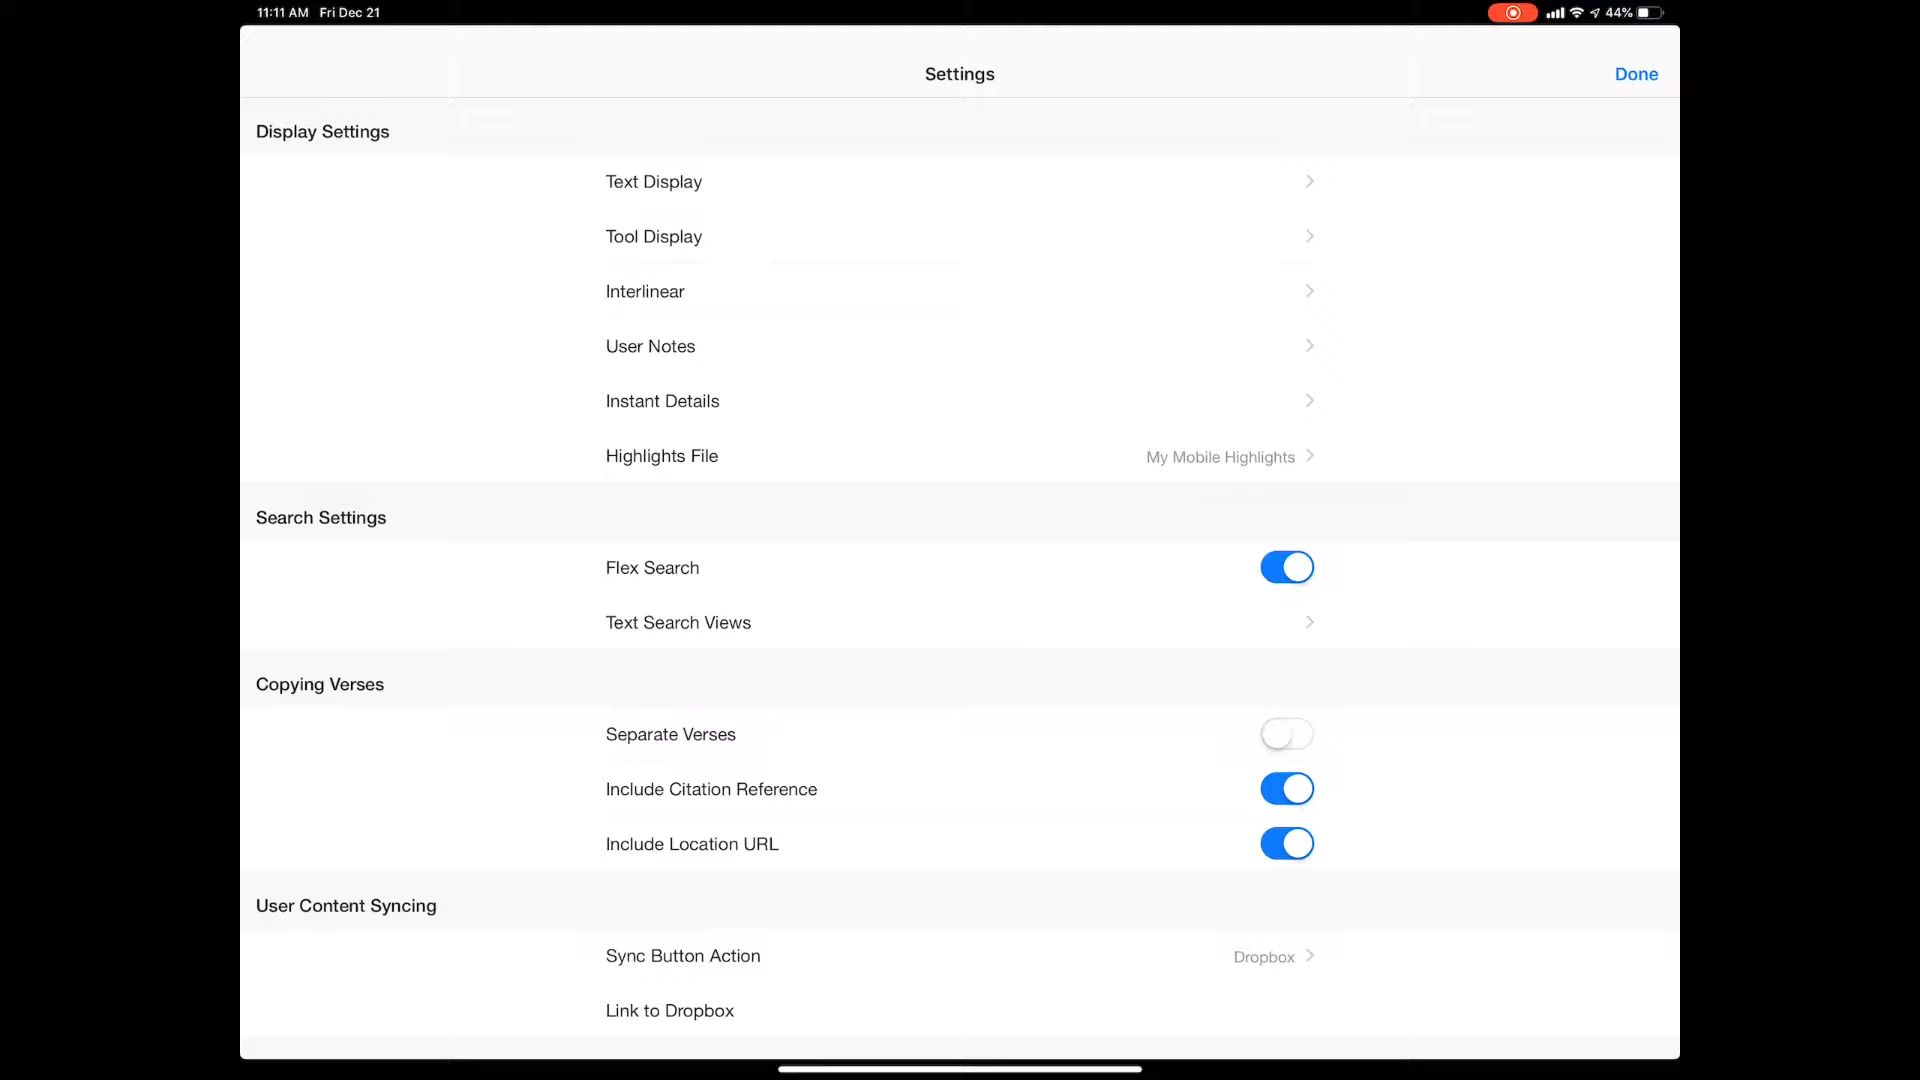 11:11 AM Fri Dec 21
44%
Settings
Done
Display Settings
Text Display
Tool Display
Interlinear
User Notes
Instant Details
Highlights File
My Mobile Highlights
Search Settings
Flex Search
Text Search Views
Copying Verses
Separate Verses
Include Citation Reference
Include Location URL
User Content Syncing
Sync Button Action
Dropbox
Link to Dropbox